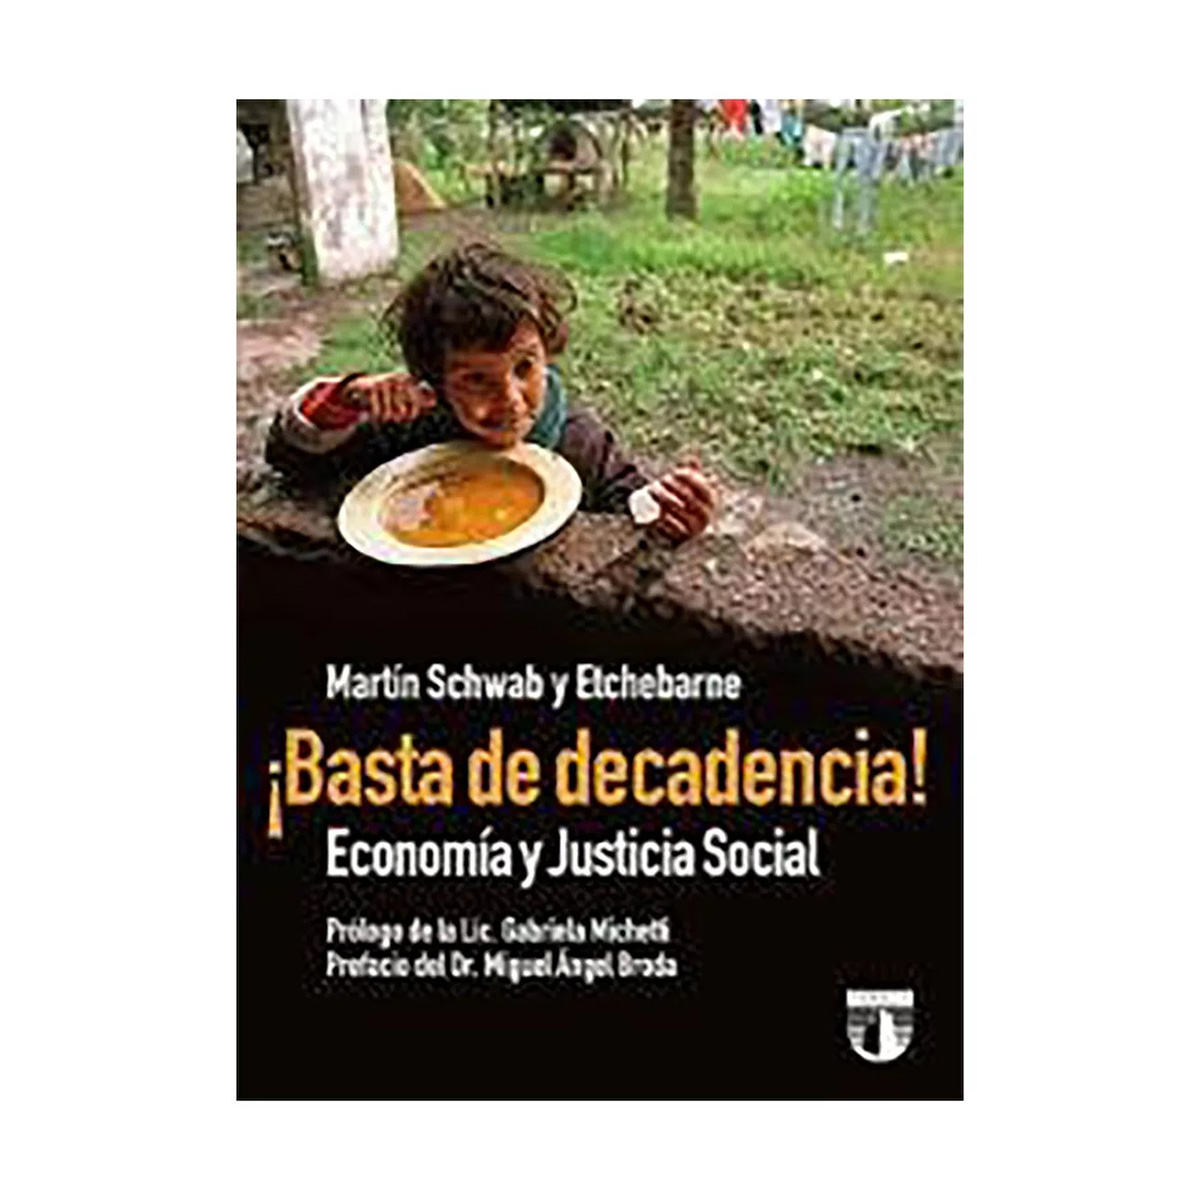 Martín Schwab y Etchebarne
¡Basta de decadencia!
Economía y Justicia Social
Prólogo de la Lic. Gabriela Michetti
Prefacio del Dr. Miguel Ángel Broda